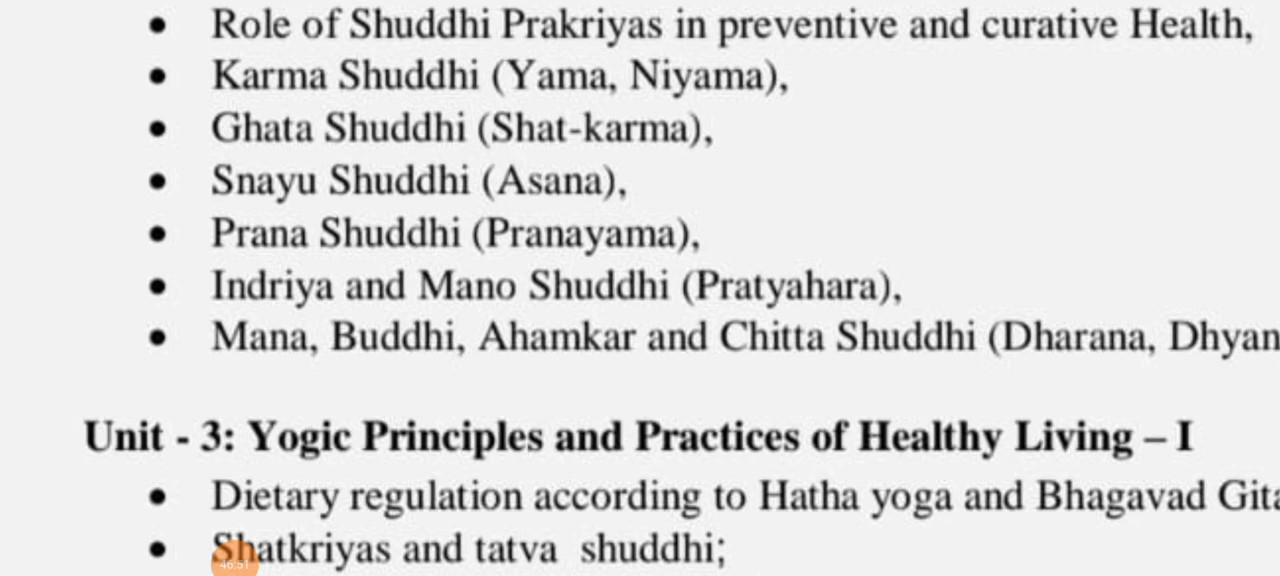 • Role of Shuddhi Prakriyas in preventive and curative Health,
• Karma Shuddhi (Yama, Niyama),
• Ghata Shuddhi (Shat-karma),
• Snayu Shuddhi (Asana),
• Prana Shuddhi (Pranayama),
• Indriya and Mano Shuddhi (Pratyahara),
• Mana, Buddhi, Ahamkar and Chitta Shuddhi (Dharana, Dhyan
Unit - 3: Yogic Principles and Practices of Healthy Living – I
• Dietary regulation according to Hatha yoga and Bhagavad Gita
• Shatkriyas and tatva shuddhi;
46:51